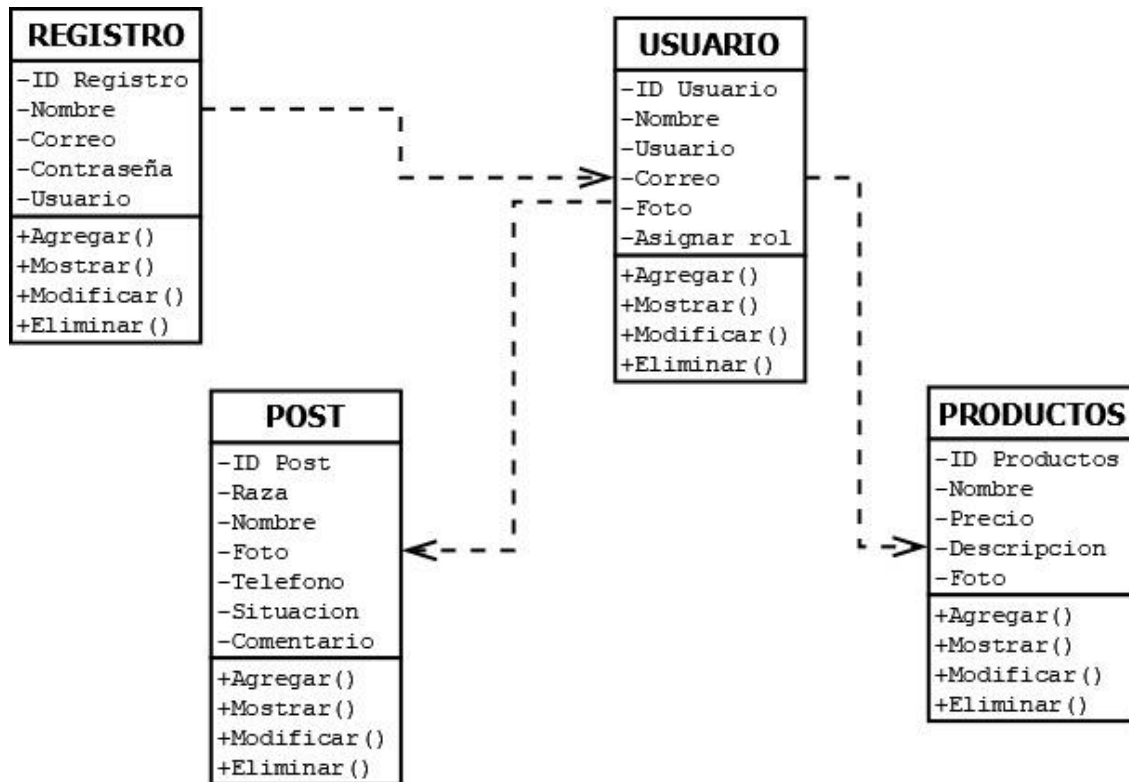 REGISTRO
-ID Registro
-Nombre
-Correo
-Contraseña
-Usuario
+Agregar()
+Mostrar()
+Modificar()
+Eliminar()
USUARIO
-ID Usuario
-Nombre
-Usuario
-Correo
-Foto
-Asignar rol
+Agregar()
+Mostrar()
+Modificar()
+Eliminar()
POST
-ID Post
-Raza
-Nombre
-Foto
-Telefono
-Situacion
-Comentario
+Agregar()
+Mostrar()
+Modificar()
+Eliminar()
PRODUCTOS
-ID Productos
-Nombre
-Precio
-Descripcion
-Foto
+Agregar()
+Mostrar()
+Modificar()
+Eliminar()